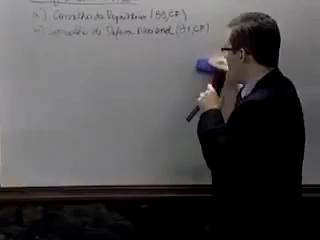 a) Conselho da República (89, CF)
b) Conselho de Defesa Nacional (91, CF)